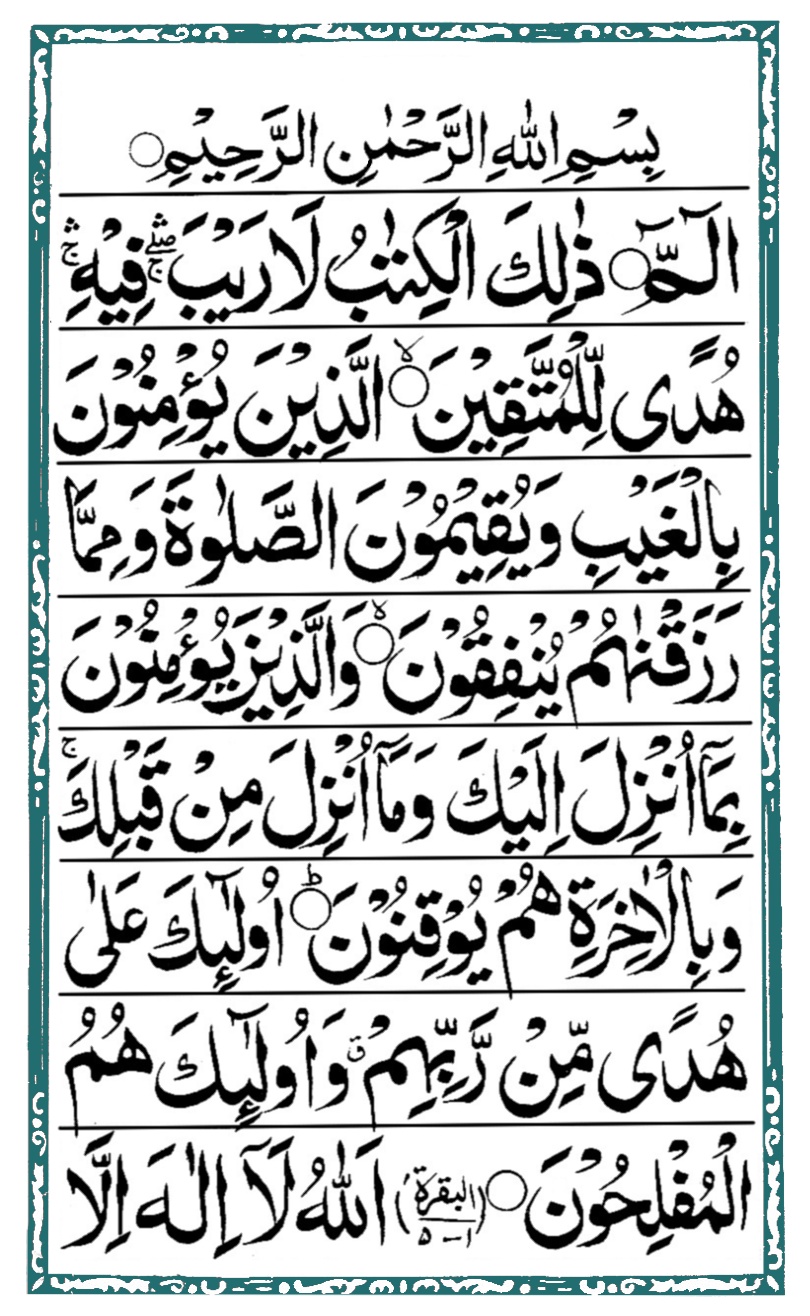 بِسْمِ اللّٰهِ الرَّحْمٰنِ الرَّحِيْمِ ○
الٓمّٓ ○ ذٰلِكَ الْكِتٰبُ لَا رَيْبَ ۛۖۚ فِيْهِ ۛۚ
هُدًى لِّلْمُتَّقِيْنَ ○ۙ الَّذِيْنَ يُؤْمِنُوْنَ
بِالْغَيْبِ وَيُقِيْمُوْنَ الصَّلٰوةَ وَمِمَّا
رَزَقْنٰهُمْ يُنْفِقُوْنَ ○ۙ وَالَّذِيْنَ يُؤْمِنُوْنَ
بِمَآ اُنْزِلَ اِلَيْكَ وَمَآ اُنْزِلَ مِنْ قَبْلِكَ ۚ
وَبِالْاٰخِرَةِ هُمْ يُوْقِنُوْنَ ○ؕ اُولٰٓئِكَ عَلٰى
هُدًى مِّنْ رَّبِّهِمْ ق وَاُولٰٓئِكَ هُمُ
الْمُفْلِحُوْنَ ○ (البقرة ١-٥) اَللّٰهُ لَآ اِلٰهَ اِلَّا